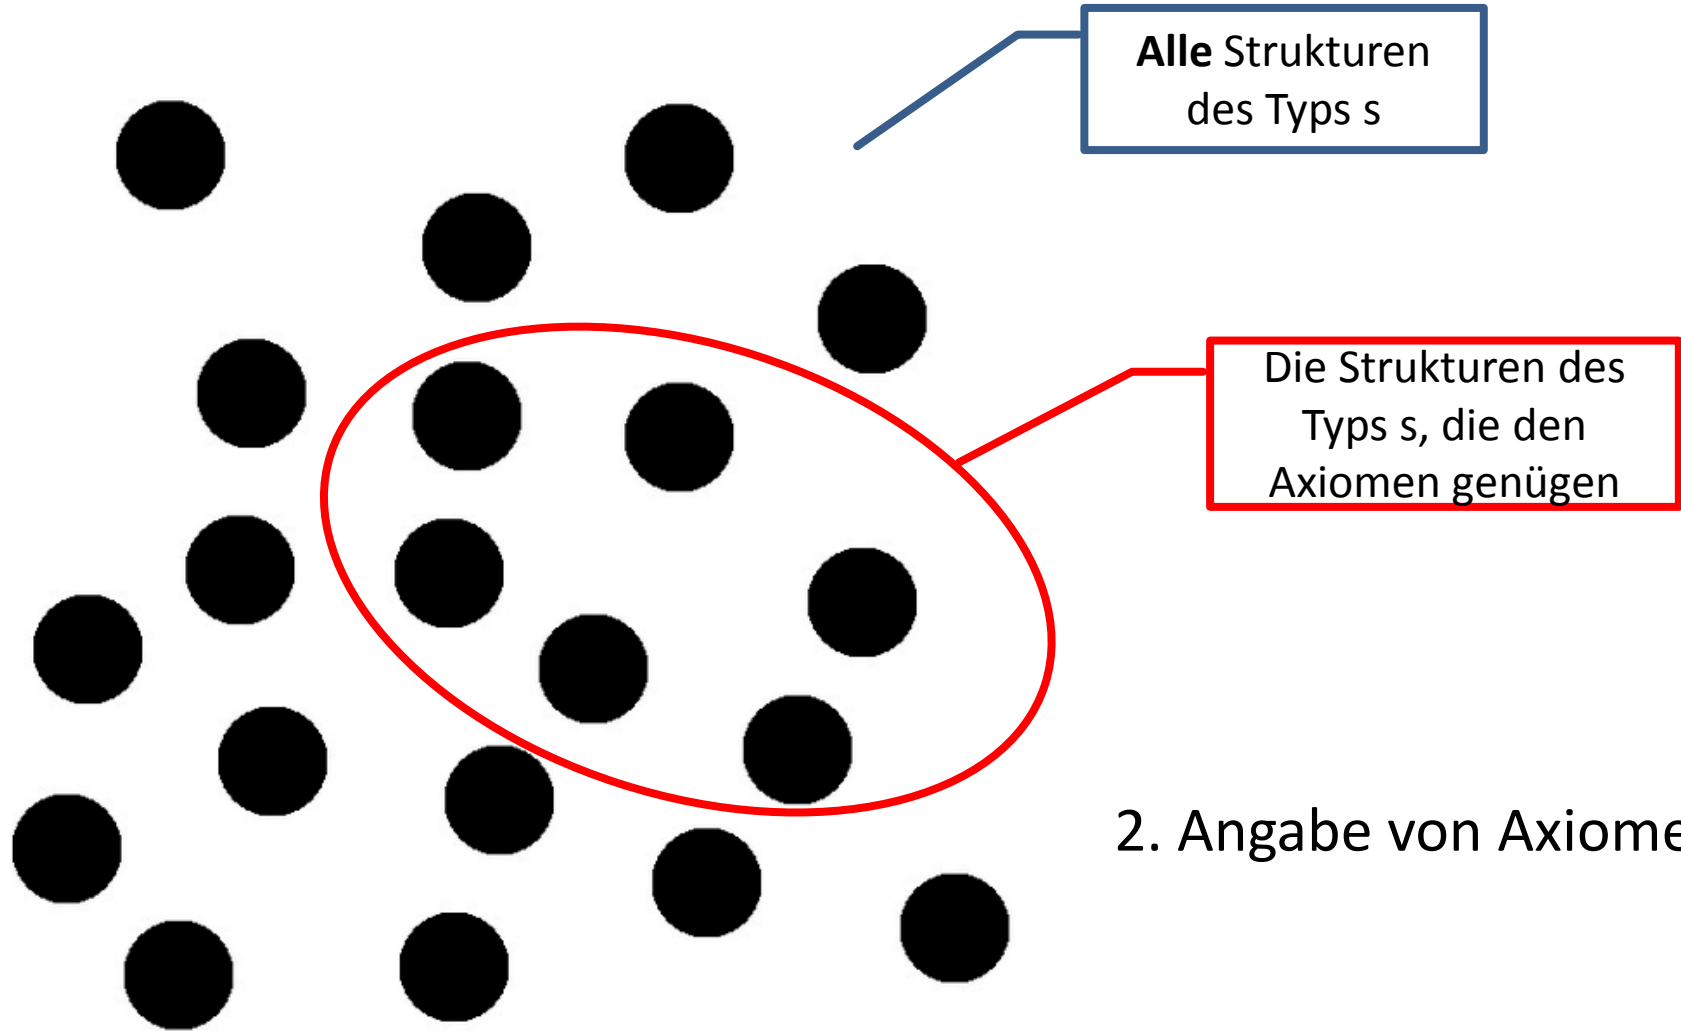 Alle Strukturen
des Typs s
Die Strukturen des
Typs s, die den
Axiomen genügen
2. Angabe von Axiome